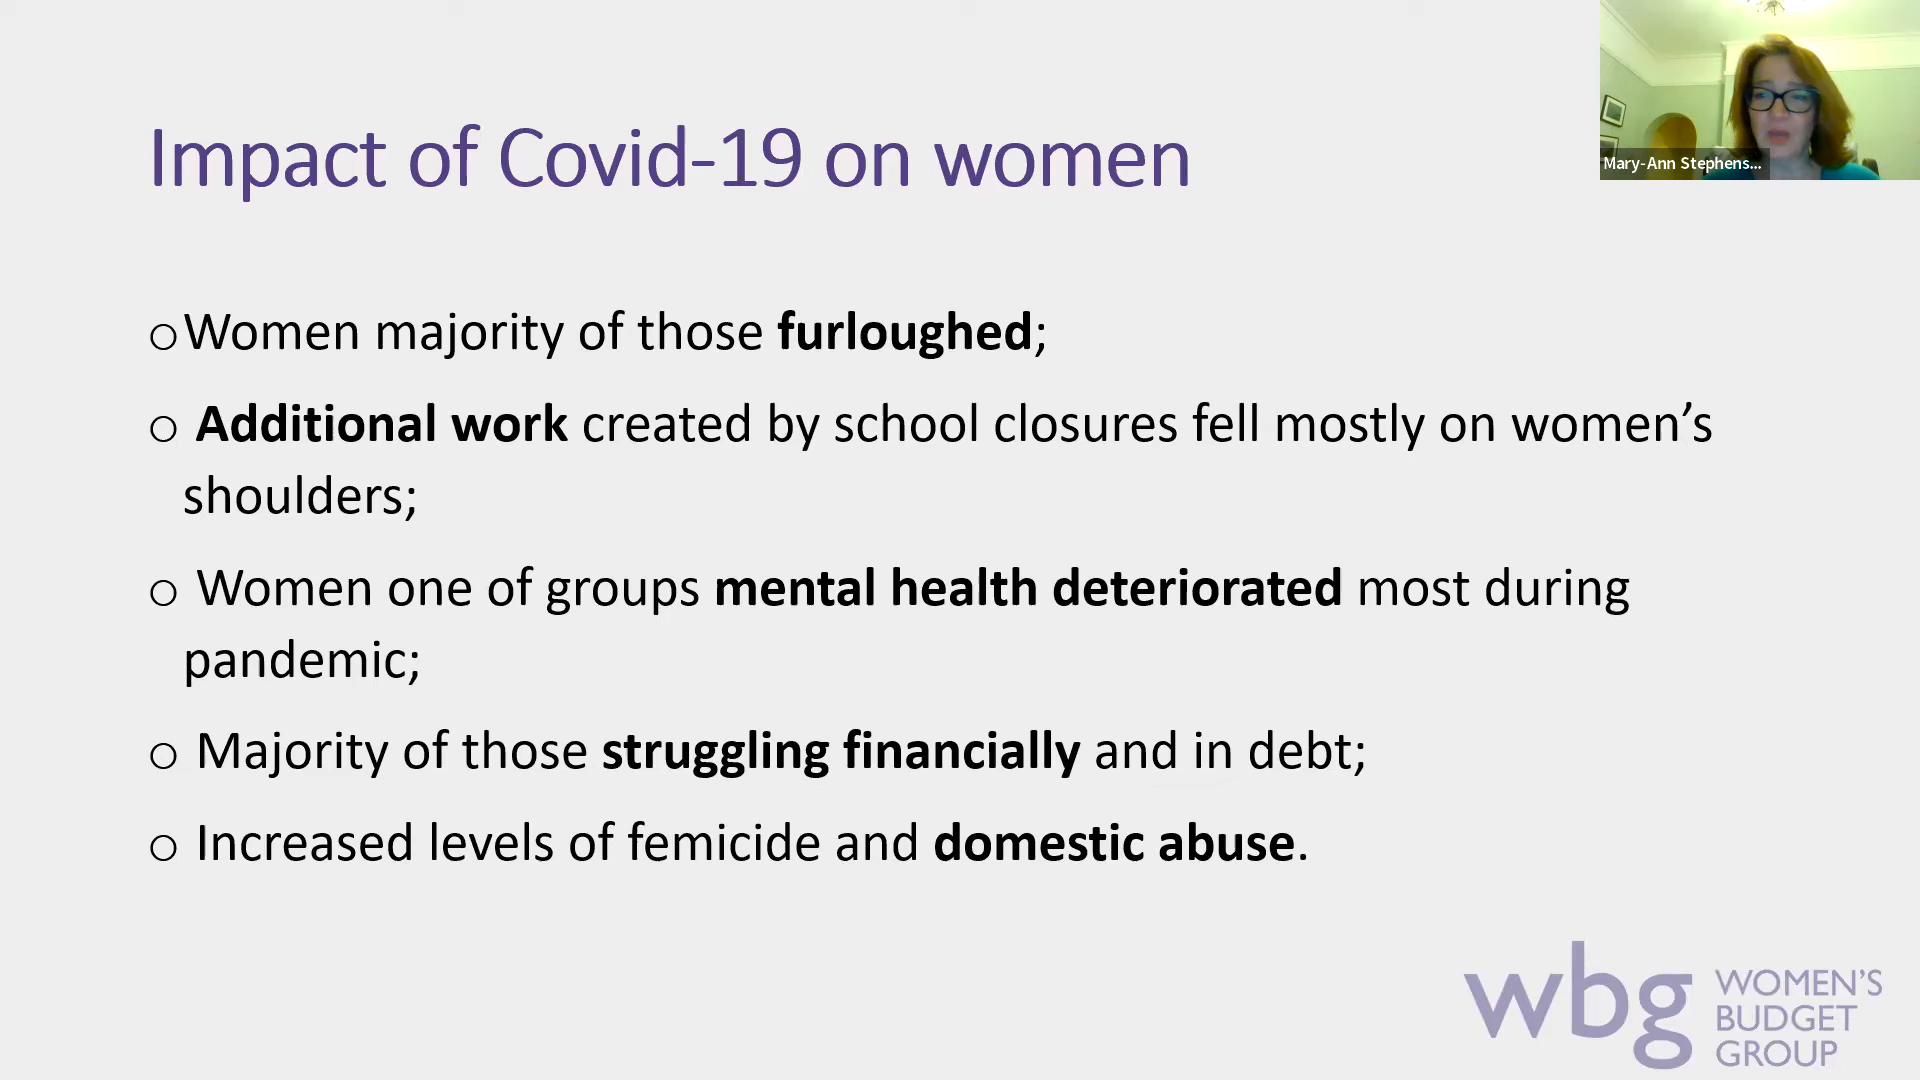 Impact of Covid-19 on women
Mary-Ann Stephens...
oWomen majority of those furloughed;
o Additional work created by school closures fell mostly on women’s
shoulders;
o Women one of groups mental health deteriorated most during
pandemic;
o Majority of those struggling financially and in debt;
o Increased levels of femicide and domestic abuse.
wbg
WOMEN’S
BUDGET
GROUP